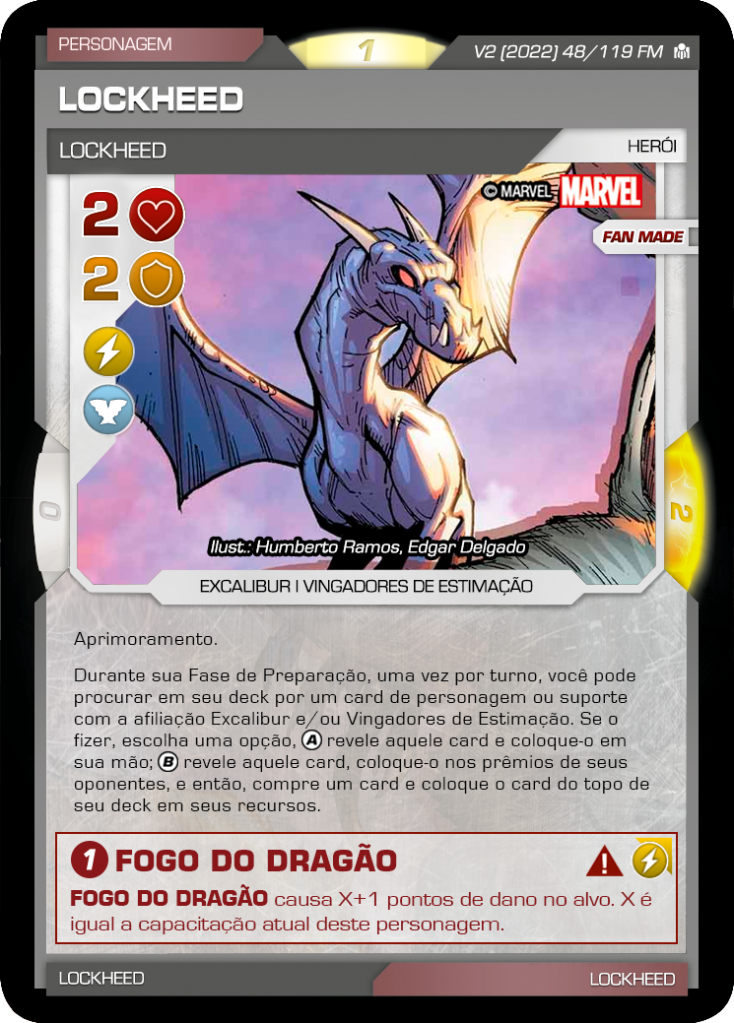 PERSONAGEM
1
V2 (2022) 48/119 FM
LOCKHEED
LOCKHEED
HERÓI
© MARVEL MARVEL
2
FAN MADE
2
0
2
Ilust.: Humberto Ramos, Edgar Delgado
EXCALIBUR | VINGADORES DE ESTIMAÇÃO
Aprimoramento.
Durante sua Fase de Preparação, uma vez por turno, você pode
procurar em seu deck por um card de personagem ou suporte
com a afiliação Excalibur e/ou Vingadores de Estimação. Se o
fizer, escolha uma opção, A revele aquele card e coloque-o em
sua mão; B revele aquele card, coloque-o nos prêmios de seus
oponentes, e então, compre um card e coloque o card do topo de
seu deck em seus recursos.
1 FOGO DO DRAGÃO
FOGO DO DRAGÃO causa X+1 pontos de dano no alvo. X é
igual a capacitação atual deste personagem.
LOCKHEED
LOCKHEED